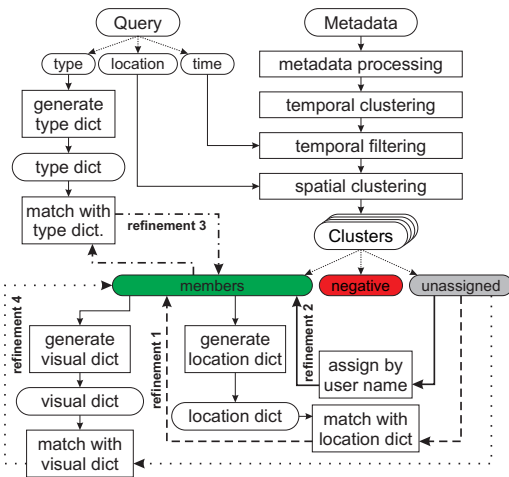 Query
Metadata
type
location
time
metadata processing
generate
type dict
temporal clustering
type dict
temporal filtering
spatial clustering
match with
type dict.
refinement 3
Clusters
members
negative
unassigned
refinement 4
refinement 1
refinement 2
generate
visual dict
generate
location dict
assign by
user name
visual dict
location dict
match with
location dict
match with
visual dict